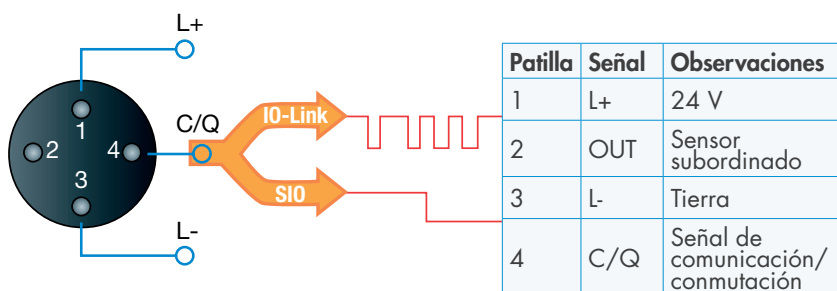 L+
1
2
4
3
C/Q
IO-Link
SIO
L-
Patilla Señal Observaciones
1 L+ 24 V
2 OUT Sensor
subordinado
3 L- Tierra
4 C/Q Señal de
comunicación/
conmutación